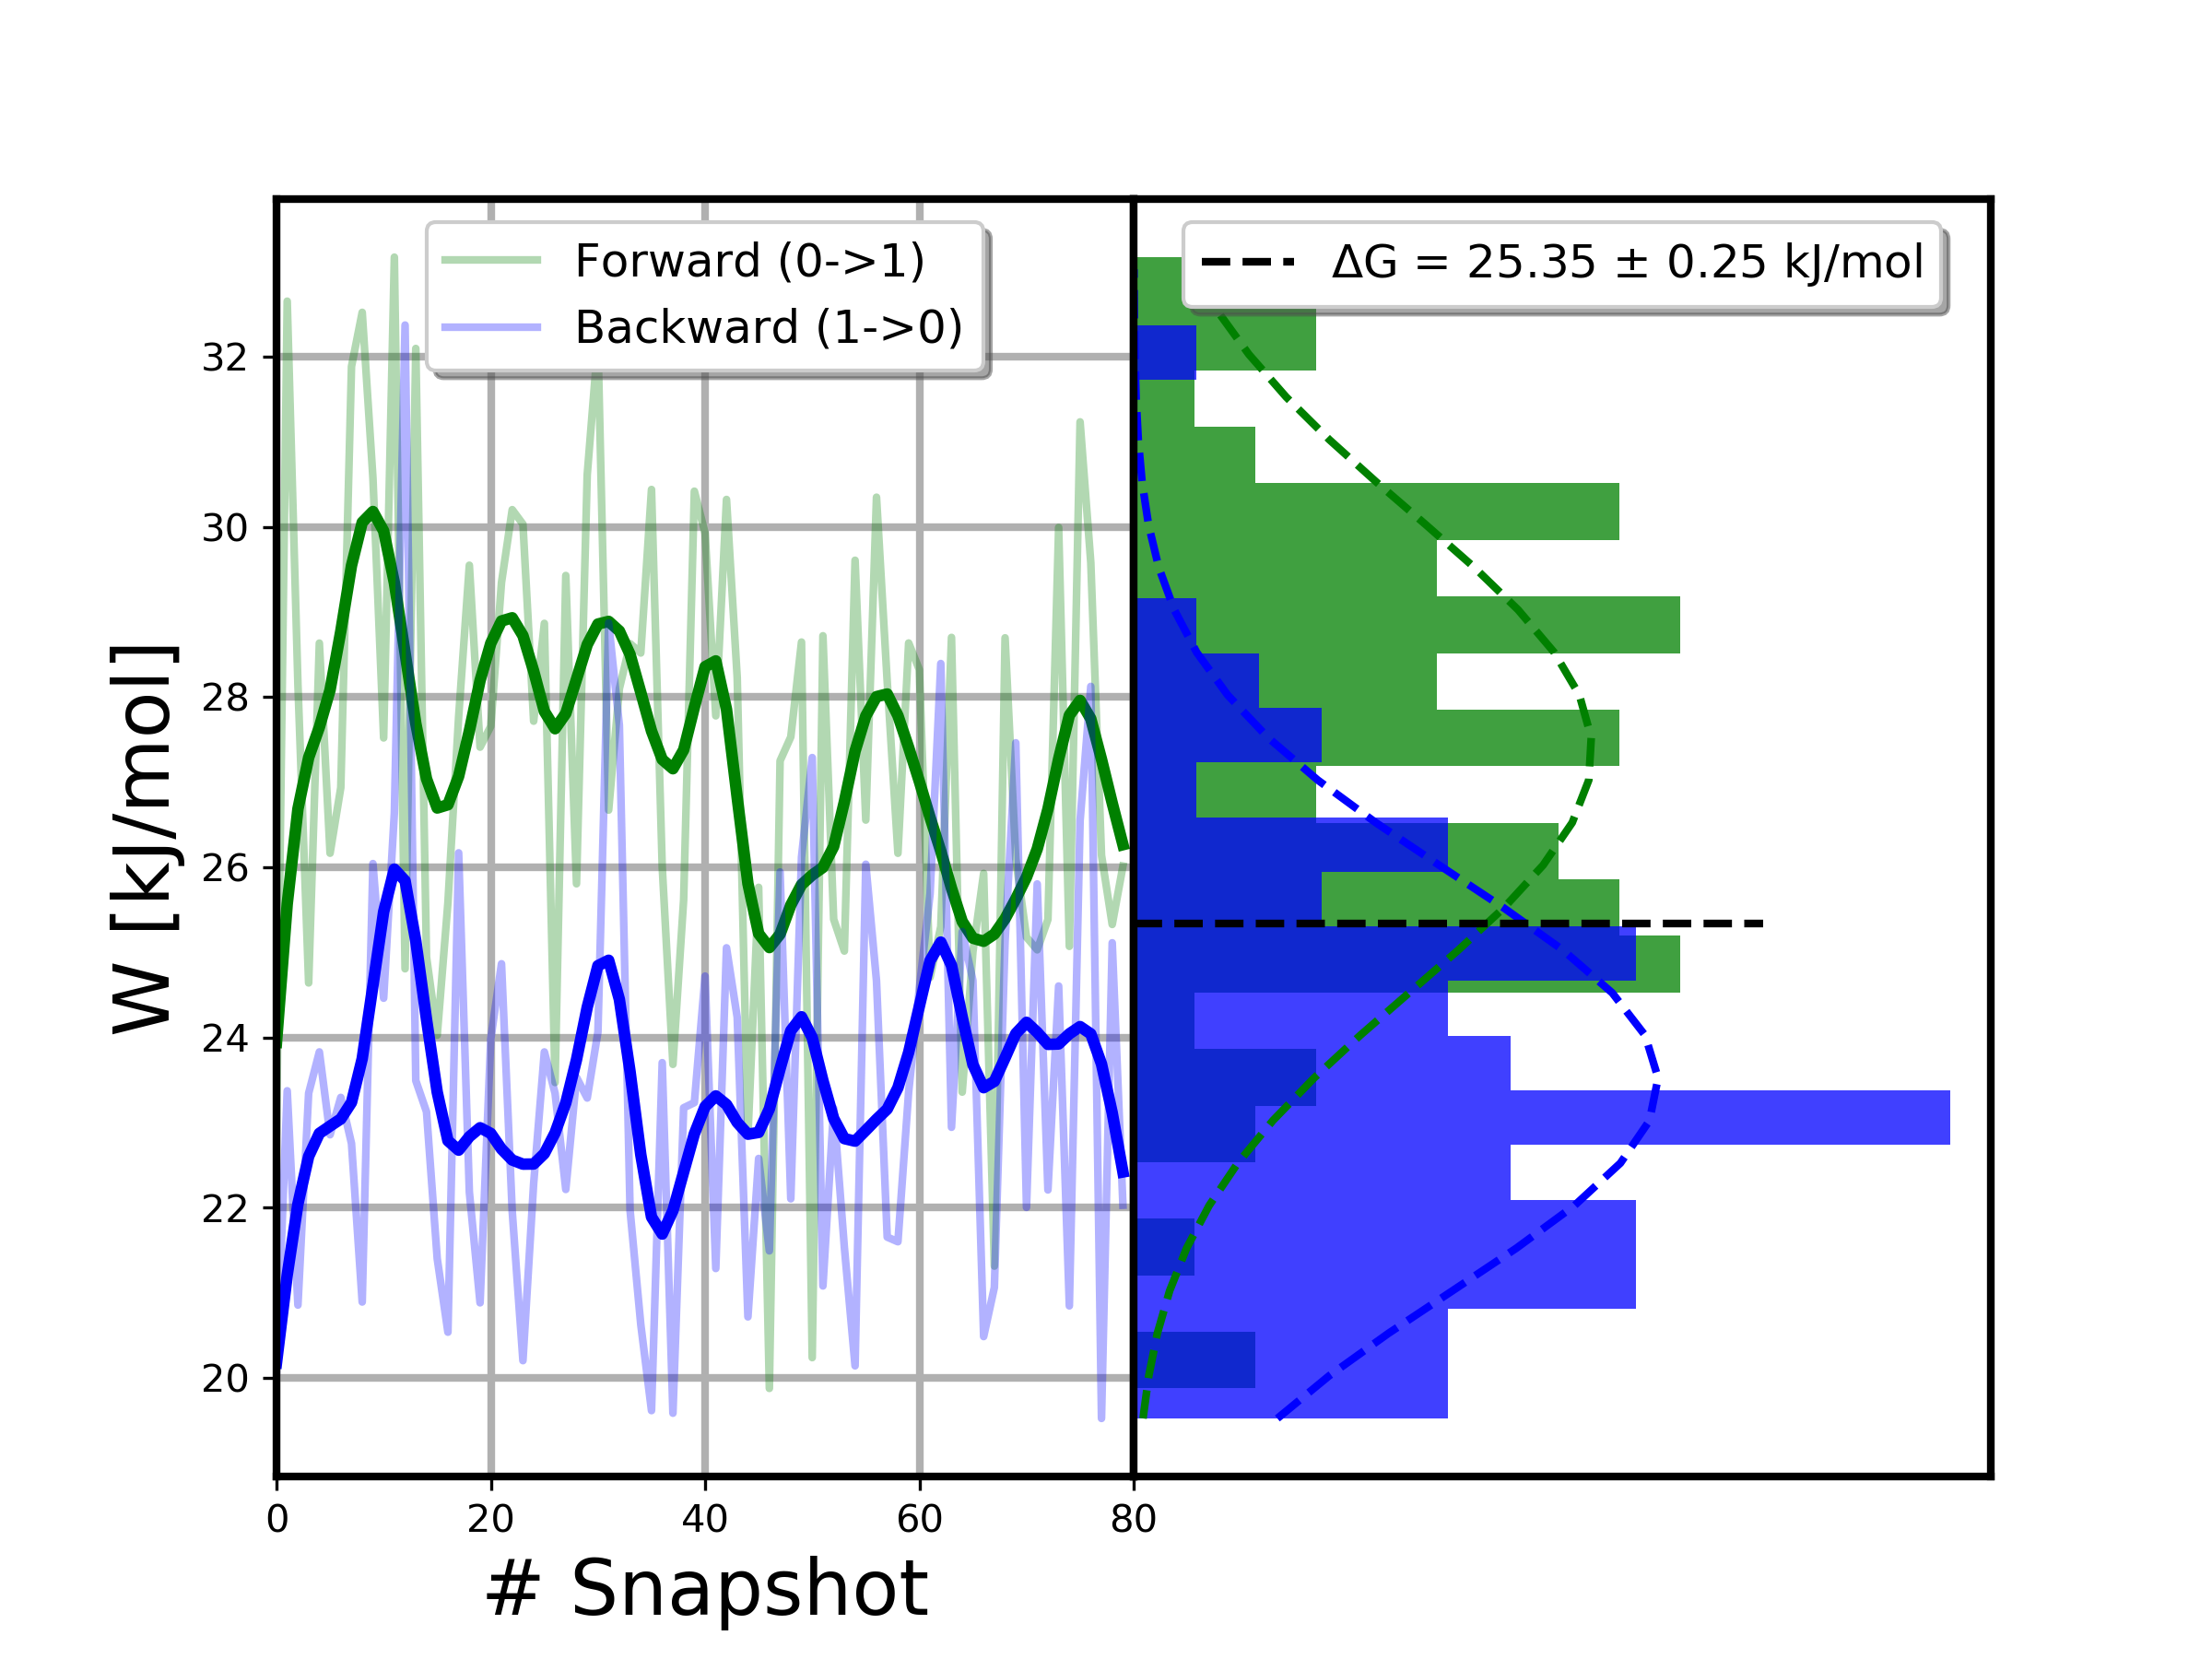 Forward (0->1)
Backward (1->0)
ΔG = 25.35 ± 0.25 kJ/mol
W [kJ/mol]
32
30
28
26
24
22
20
0 20 40 60 80
# Snapshot